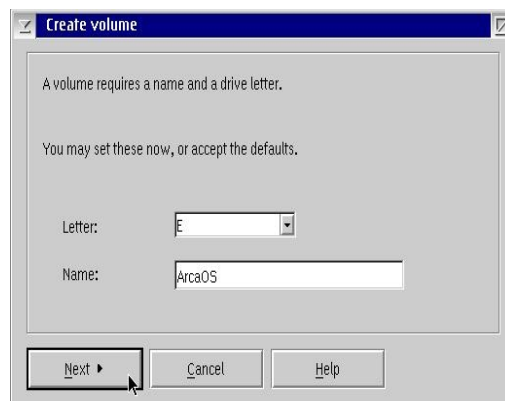 Create volume
A volume requires a name and a drive letter.
You may set these now, or accept the defaults.
Letter: E
Name: ArcaOS
Next Cancel Help